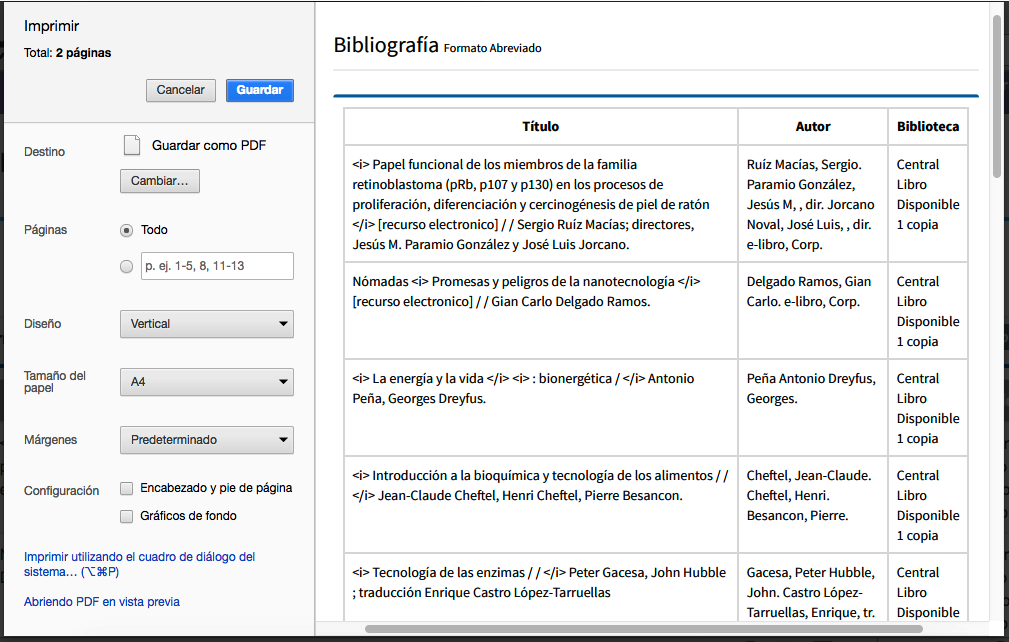 Imprimir
Total: 2 páginas
Cancelar
Guardar
Destino
Guardar como PDF
Cambiar...
Páginas
Todo
p. ej. 1-5, 8, 11-13
Diseño
Vertical
Tamaño del
papel
A4
Márgenes
Predeterminado
Configuración
Encabezado y pie de página
Gráficos de fondo
Imprimir utilizando el cuadro de diálogo del
sistema... (⌥⌘P)
Abriendo PDF en vista previa
Bibliografía Formato Abreviado
Título
Autor
Biblioteca
<i> Papel funcional de los miembros de la familia
retinoblastoma (pRb, p107 y p130) en los procesos de
proliferación, diferenciación y cercinogénesis de piel de ratón
</i> [recurso electronico] / / Sergio Ruíz Macías; directores,
Jesús M. Paramio González y José Luis Jorcano.
Ruíz Macías, Sergio.
Paramio González,
Jesús M, , dir. Jorcano
Noval, José Luis, , dir.
e-libro, Corp.
Central
Libro
Disponible
1 copia
Nómadas <i> Promesas y peligros de la nanotecnología </i>
[recurso electronico] / / Gian Carlo Delgado Ramos.
Delgado Ramos, Gian
Carlo. e-libro, Corp.
Central
Libro
Disponible
1 copia
<i> La energía y la vida </i> <i> : bionergética / </i> Antonio
Peña, Georges Dreyfus.
Peña Antonio Dreyfus,
Georges.
Central
Libro
Disponible
1 copia
<i> Introducción a la bioquímica y tecnología de los alimentos / /
</i> Jean-Claude Cheftel, Henri Cheftel, Pierre Besancon.
Cheftel, Jean-Claude.
Cheftel, Henri.
Besancon, Pierre.
Central
Libro
Disponible
1 copia
<i> Tecnología de las enzimas / / </i> Peter Gacesa, John Hubble
; traducción Enrique Castro López-Tarruellas
Gacesa, Peter Hubble,
John. Castro López-
Tarruellas, Enrique, tr.
Central
Libro
Disponible